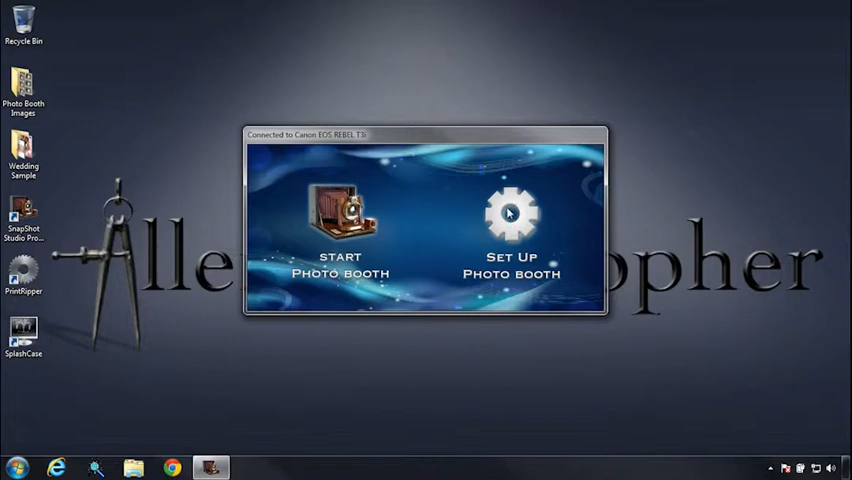 Recycle Bin
Photo Booth
Images
Wedding
Sample
SnapShot
Studio Pro...
PrintRipper
SplashCase
Connected to Canon EOS REBEL T3i
START
PHOTO BOOTH
SET UP
PHOTO BOOTH
lle
opher